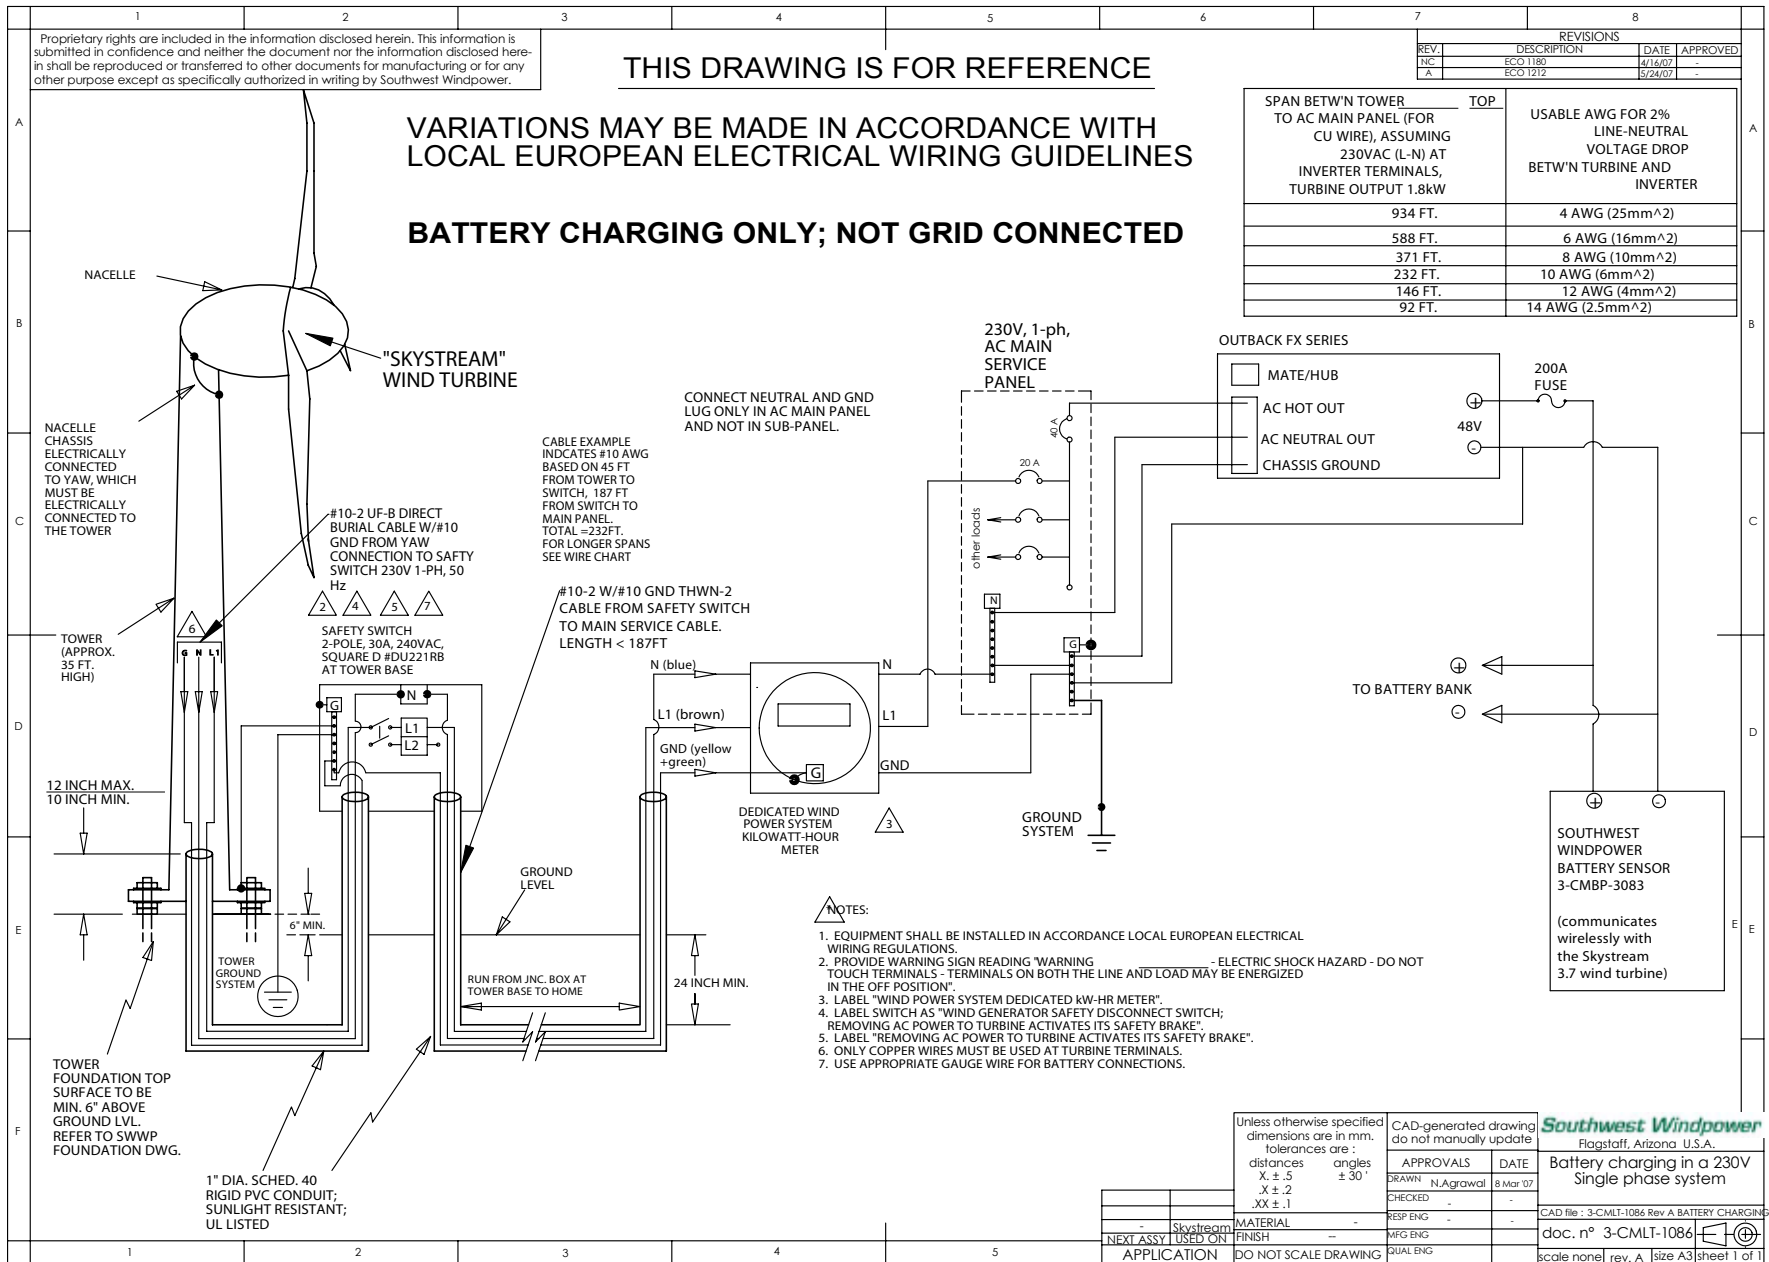 1 2 3 4 5 6 7 8
Proprietary rights are included in the information disclosed herein. This information is
submitted in confidence and neither the document nor the information disclosed here-
in shall be reproduced or transferred to other documents for manufacturing or for any
other purpose except as specifically authorized in writing by Southwest Windpower.
THIS DRAWING IS FOR REFERENCE
VARIATIONS MAY BE MADE IN ACCORDANCE WITH
LOCAL EUROPEAN ELECTRICAL WIRING GUIDELINES
BATTERY CHARGING ONLY; NOT GRID CONNECTED
REVISIONS
REV. DESCRIPTION DATE APPROVED
NC ECO 1180 4/16/07 -
A ECO 1212 5/24/07 -
SPAN BETW'N TOWER TOP
TO AC MAIN PANEL (FOR
CU WIRE), ASSUMING
230VAC (L-N) AT
INVERTER TERMINALS,
TURBINE OUTPUT 1.8kW
USABLE AWG FOR 2%
LINE-NEUTRAL
VOLTAGE DROP
BETW'N TURBINE AND
INVERTER
934 FT. 4 AWG (25mm^2)
588 FT. 6 AWG (16mm^2)
371 FT. 8 AWG (10mm^2)
232 FT. 10 AWG (6mm^2)
146 FT. 12 AWG (4mm^2)
92 FT. 14 AWG (2.5mm^2)
A
B
C
D
E
F
A
B
C
D
E E
NACELLE
"SKYSTREAM"
WIND TURBINE
NACELLE
CHASSIS
ELECTRICALLY
CONNECTED
TO YAW, WHICH
MUST BE
ELECTRICALLY
CONNECTED TO
THE TOWER
#10-2 UF-B DIRECT
BURIAL CABLE W/#10
GND FROM YAW
CONNECTION TO SAFTY
SWITCH 230V 1-PH, 50
Hz
2 4 5 7
SAFETY SWITCH
2-POLE, 30A, 240VAC,
SQUARE D #DU221RB
AT TOWER BASE
6
G N L1
TOWER
(APPROX.
35 FT.
HIGH)
G
N
L1
L2
CABLE EXAMPLE
INDCATES #10 AWG
BASED ON 45 FT
FROM TOWER TO
SWITCH, 187 FT
FROM SWITCH TO
MAIN PANEL.
TOTAL =232FT.
FOR LONGER SPANS
SEE WIRE CHART
#10-2 W/#10 GND THWN-2
CABLE FROM SAFETY SWITCH
TO MAIN SERVICE CABLE.
LENGTH < 187FT
CONNECT NEUTRAL AND GND
LUG ONLY IN AC MAIN PANEL
AND NOT IN SUB-PANEL.
230V, 1-ph,
AC MAIN
SERVICE
PANEL
40 A
20 A
other loads
N
G
OUTBACK FX SERIES
MATE/HUB
AC HOT OUT
AC NEUTRAL OUT
CHASSIS GROUND
+
48V
-
200A
FUSE
N (blue)
L1 (brown)
GND (yellow
+green)
N
L1
GND
G
DEDICATED WIND
POWER SYSTEM
KILOWATT-HOUR
METER
3
GROUND
SYSTEM
+
TO BATTERY BANK
-
+ -
SOUTHWEST
WINDPOWER
BATTERY SENSOR
3-CMBP-3083
(communicates
wirelessly with
the Skystream
3.7 wind turbine)
12 INCH MAX.
10 INCH MIN.
6" MIN.
TOWER
GROUND
SYSTEM
GROUND
LEVEL
RUN FROM JNC. BOX AT
TOWER BASE TO HOME
24 INCH MIN.
TOWER
FOUNDATION TOP
SURFACE TO BE
MIN. 6" ABOVE
GROUND LVL.
REFER TO SWWP
FOUNDATION DWG.
1" DIA. SCHED. 40
RIGID PVC CONDUIT;
SUNLIGHT RESISTANT;
UL LISTED
NOTES:
1. EQUIPMENT SHALL BE INSTALLED IN ACCORDANCE LOCAL EUROPEAN ELECTRICAL
WIRING REGULATIONS.
2. PROVIDE WARNING SIGN READING "WARNING - ELECTRIC SHOCK HAZARD - DO NOT
TOUCH TERMINALS - TERMINALS ON BOTH THE LINE AND LOAD MAY BE ENERGIZED
IN THE OFF POSITION".
3. LABEL "WIND POWER SYSTEM DEDICATED kW-HR METER".
4. LABEL SWITCH AS "WIND GENERATOR SAFETY DISCONNECT SWITCH;
REMOVING AC POWER TO TURBINE ACTIVATES ITS SAFETY BRAKE".
5. LABEL "REMOVING AC POWER TO TURBINE ACTIVATES ITS SAFETY BRAKE".
6. ONLY COPPER WIRES MUST BE USED AT TURBINE TERMINALS.
7. USE APPROPRIATE GAUGE WIRE FOR BATTERY CONNECTIONS.
- Skystream
NEXT ASSY USED ON
APPLICATION
Unless otherwise specified
dimensions are in mm.
tolerances are :
distances angles
X. ± .5 ± 30 '
.X ± .2
.XX ± .1
MATERIAL -
FINISH --
DO NOT SCALE DRAWING
CAD-generated drawing
do not manually update
APPROVALS DATE
DRAWN N.Agrawal 8 Mar '07
CHECKED - -
RESP ENG - -
MFG ENG
QUAL ENG
Southwest Windpower
Flagstaff, Arizona U.S.A.
Battery charging in a 230V
Single phase system
CAD file : 3-CMLT-1086 Rev A BATTERY CHARGING
doc. n° 3-CMLT-1086
scale none rev. A size A3 sheet 1 of 1
1 2 3 4 5